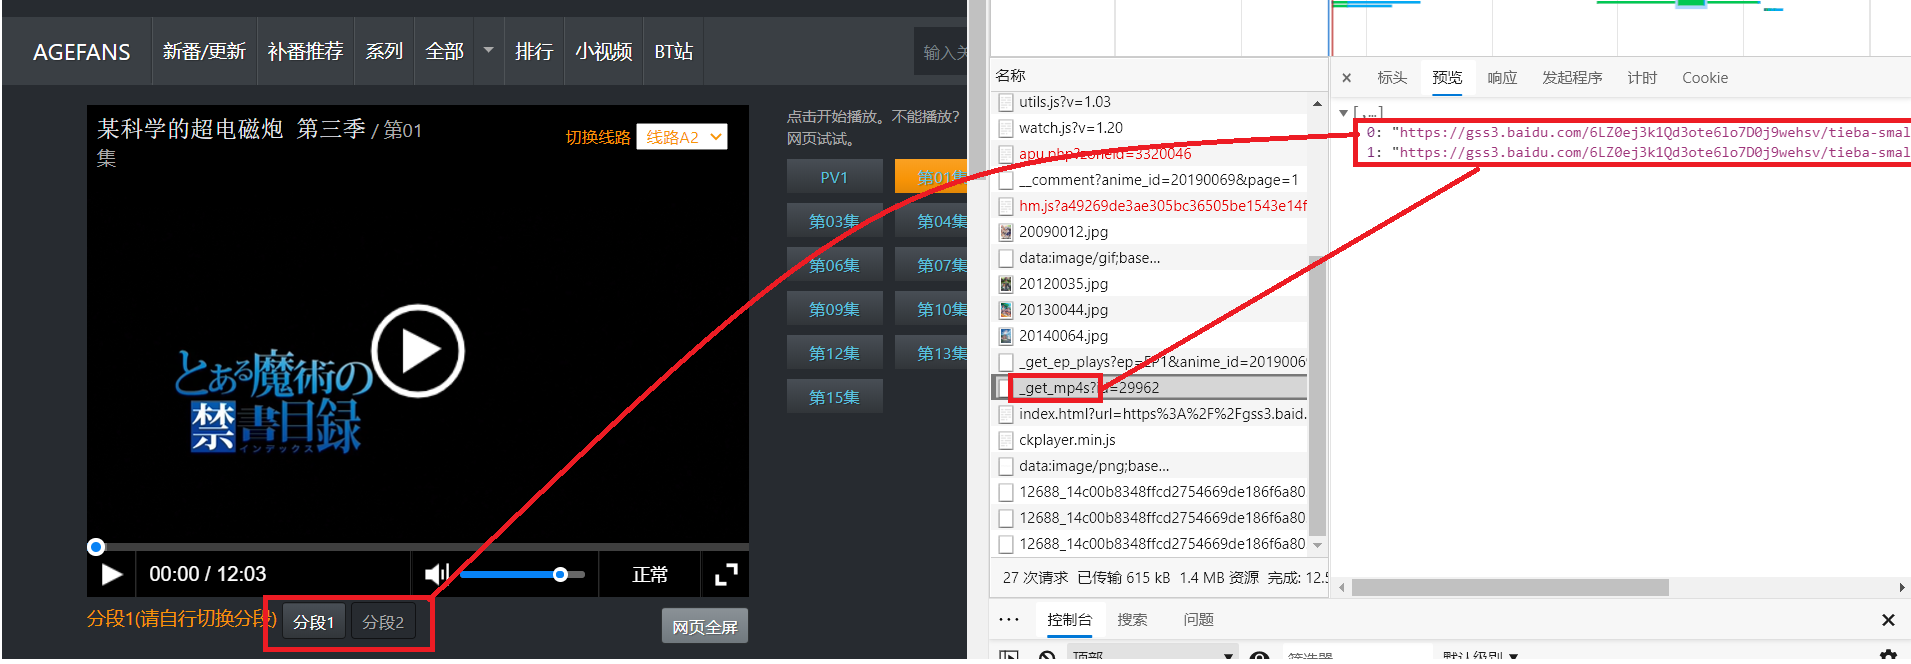 AGEFANS 新番/更新 补番推荐 系列 全部 排行 小视频 BT站 输入关
某科学的超电磁炮 第三季 / 第01
集
切换线路 线路A2
点击开始播放。不能播放?
网页试试。
PV1 第01集
第03集 第04集
第06集 第07集
第09集 第10集
第12集 第13集
第15集
とある魔術の
禁書目録
インデックス
00:00 / 12:03 正常
分段1(请自行切换分段) 分段1 分段2 网页全屏
名称
utils.js?v=1.03
watch.js?v=1.20
apu.php?zoneid=3320046
__comment?anime_id=20190069&page=1
hm.js?a49269de3ae305bc36505be1543e14f
20090012.jpg
data:image/gif;base...
20120035.jpg
20130044.jpg
20140064.jpg
_get_ep_plays?ep=EP1&anime_id=2019006
_get_mp4s?id=29962
index.html?url=https%3A%2F%2Fgss3.baid.
ckplayer.min.js
data:image/png;base...
12688_14c00b8348ffcd2754669de186f6a80
12688_14c00b8348ffcd2754669de186f6a80
12688_14c00b8348ffcd2754669de186f6a80
27 次请求 已传输 615 kB 1.4 MB 资源 完成: 12.5
× 标头 预览 响应 发起程序 计时 Cookie
[,…]
0: "https://gss3.baidu.com/6LZ0ej3k1Qd3ote6lo7D0j9wehsv/tieba-smal
1: "https://gss3.baidu.com/6LZ0ej3k1Qd3ote6lo7D0j9wehsv/tieba-smal
控制台 搜索 问题
顶部 筛选器 默认级别